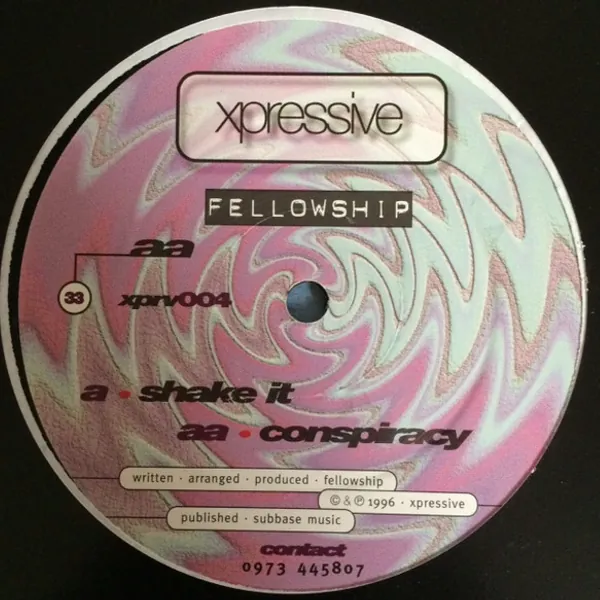 xpressive
FELLOWSHIP
aa
33
xprv004
a • shake it
aa • conspiracy
written · arranged · produced · fellowship
© & ℗ 1996 · xpressive
published · subbase music
contact
0973 445807